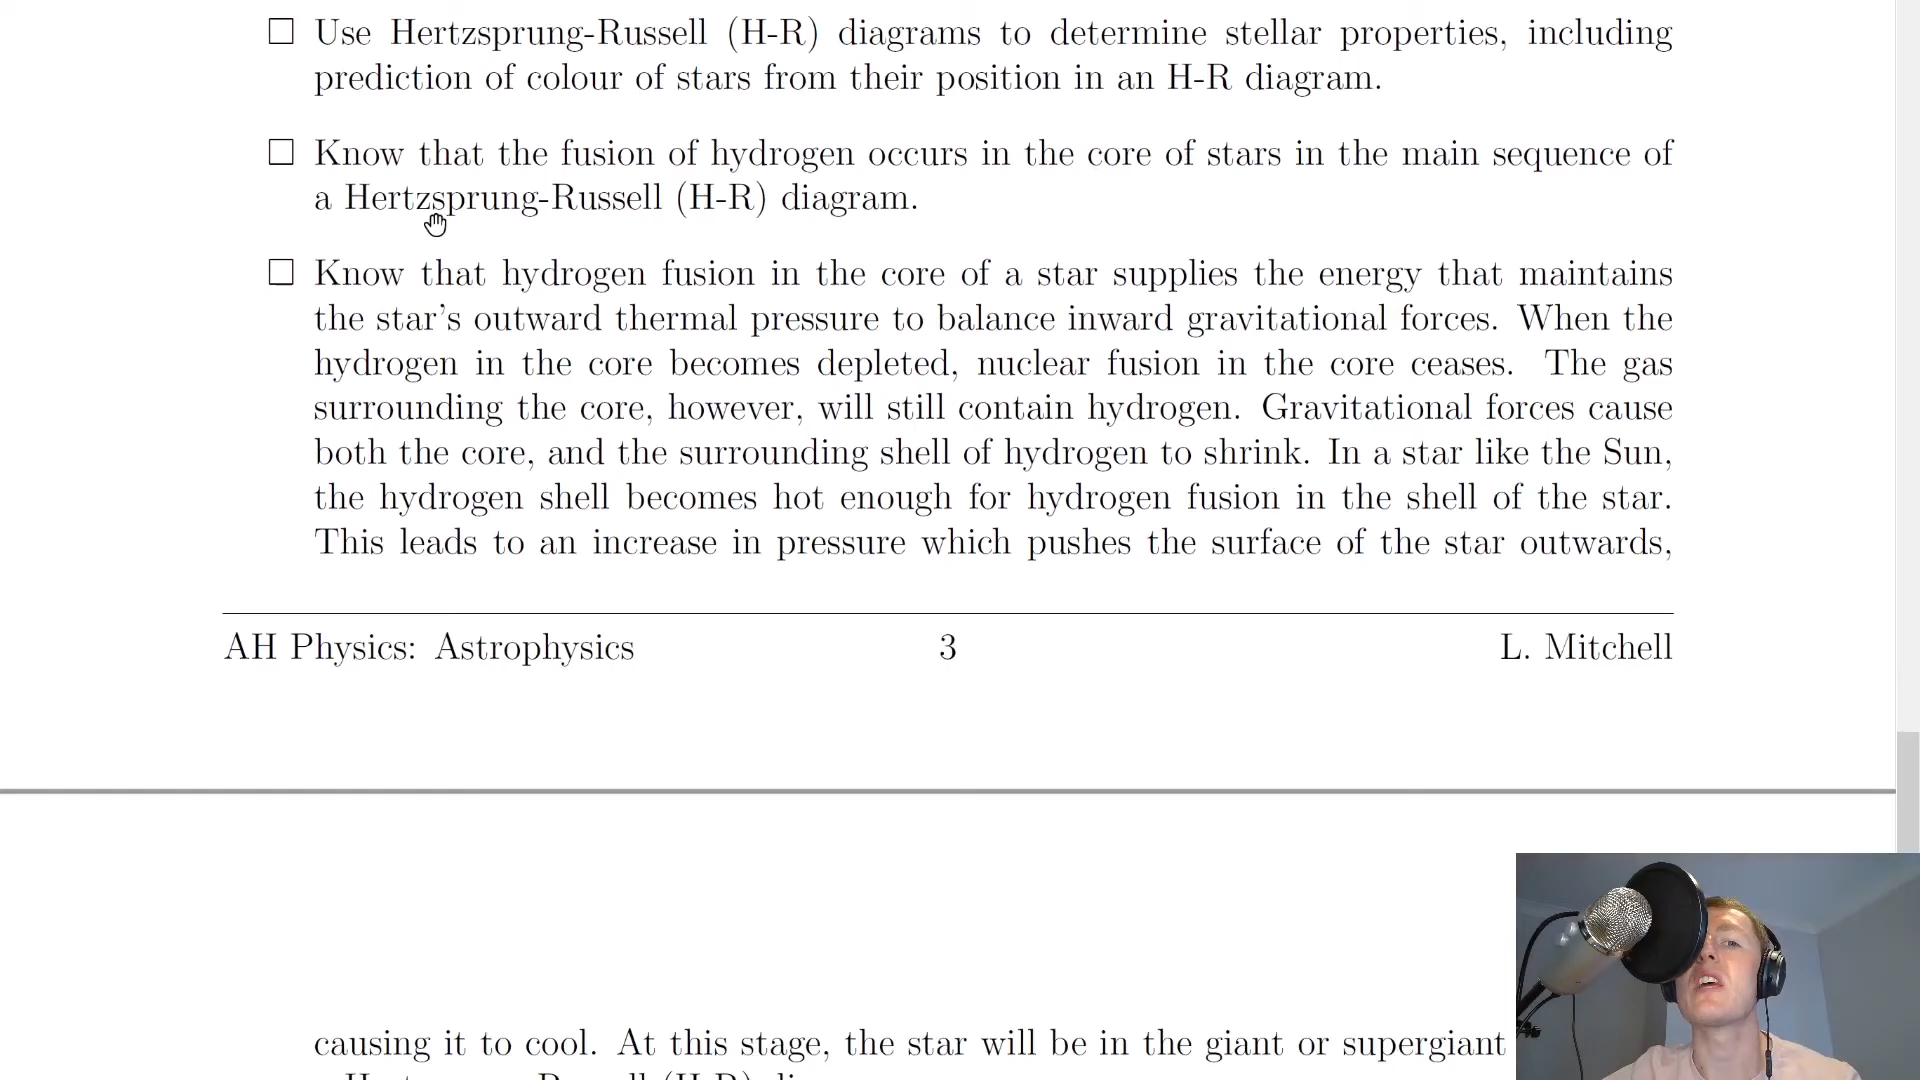 ☐ Use Hertzsprung-Russell (H-R) diagrams to determine stellar properties, including
prediction of colour of stars from their position in an H-R diagram.
☐ Know that the fusion of hydrogen occurs in the core of stars in the main sequence of
a Hertzsprung-Russell (H-R) diagram.
☐ Know that hydrogen fusion in the core of a star supplies the energy that maintains
the star’s outward thermal pressure to balance inward gravitational forces. When the
hydrogen in the core becomes depleted, nuclear fusion in the core ceases. The gas
surrounding the core, however, will still contain hydrogen. Gravitational forces cause
both the core, and the surrounding shell of hydrogen to shrink. In a star like the Sun,
the hydrogen shell becomes hot enough for hydrogen fusion in the shell of the star.
This leads to an increase in pressure which pushes the surface of the star outwards,
AH Physics: Astrophysics 3 L. Mitchell
causing it to cool. At this stage, the star will be in the giant or supergiant